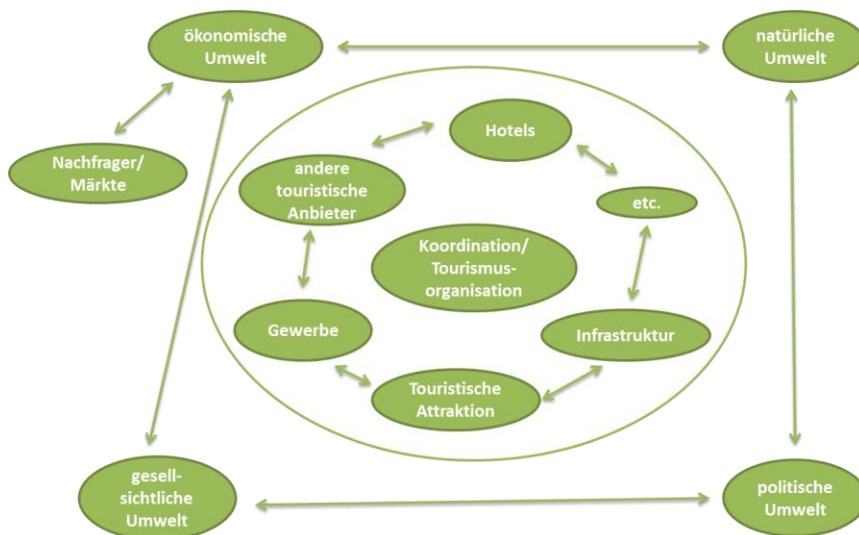 ökonomische
Umwelt
natürliche
Umwelt
Hotels
Nachfrager/
Märkte
andere
touristische
Anbieter
etc.
Koordination/
Tourismus-
organisation
Gewerbe
Infrastruktur
Touristische
Attraktion
gesell-
sichtliche
Umwelt
politische
Umwelt